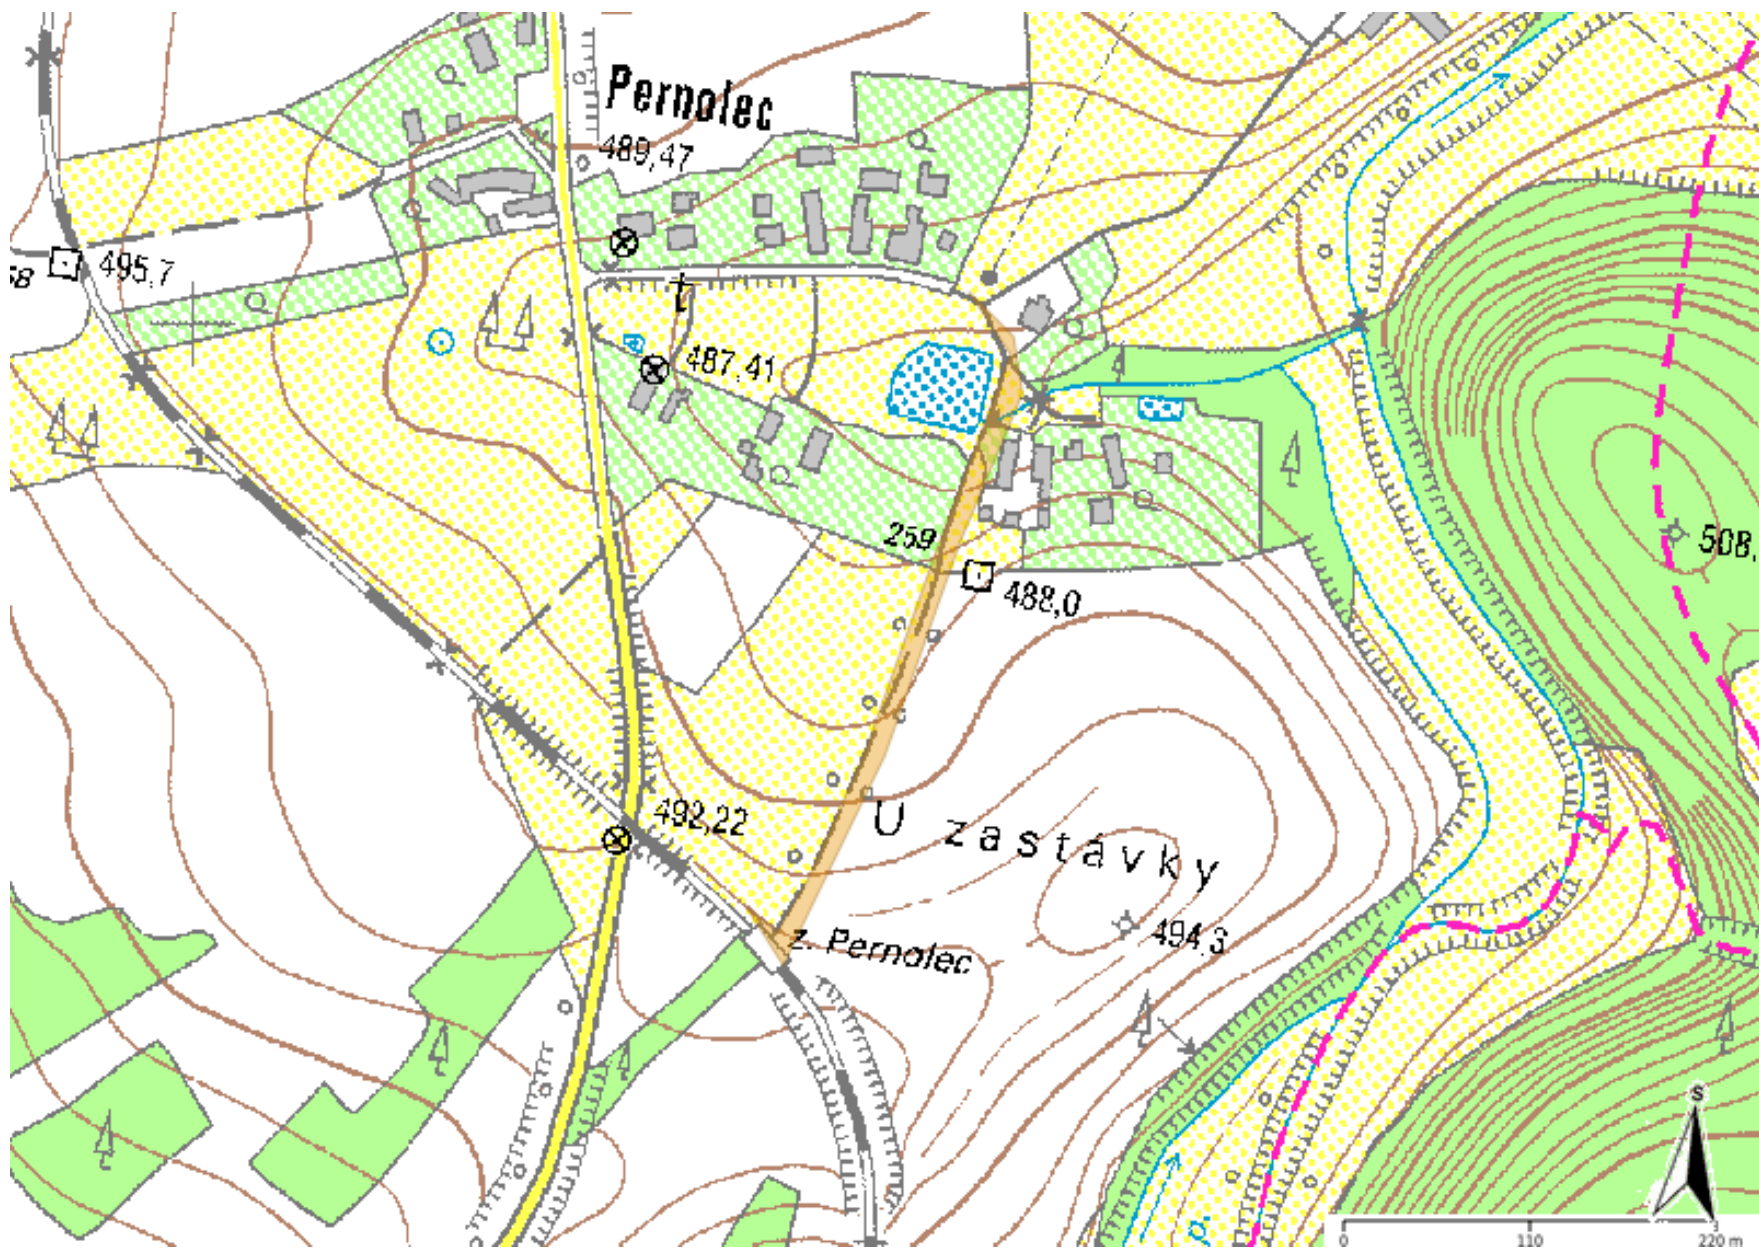 Pernolec
489,47
58
495,7
t
487,41
259
488,0
508,
492,22
U zastávky
z. Pernolec
494,3
p.
S
0 110 220 m